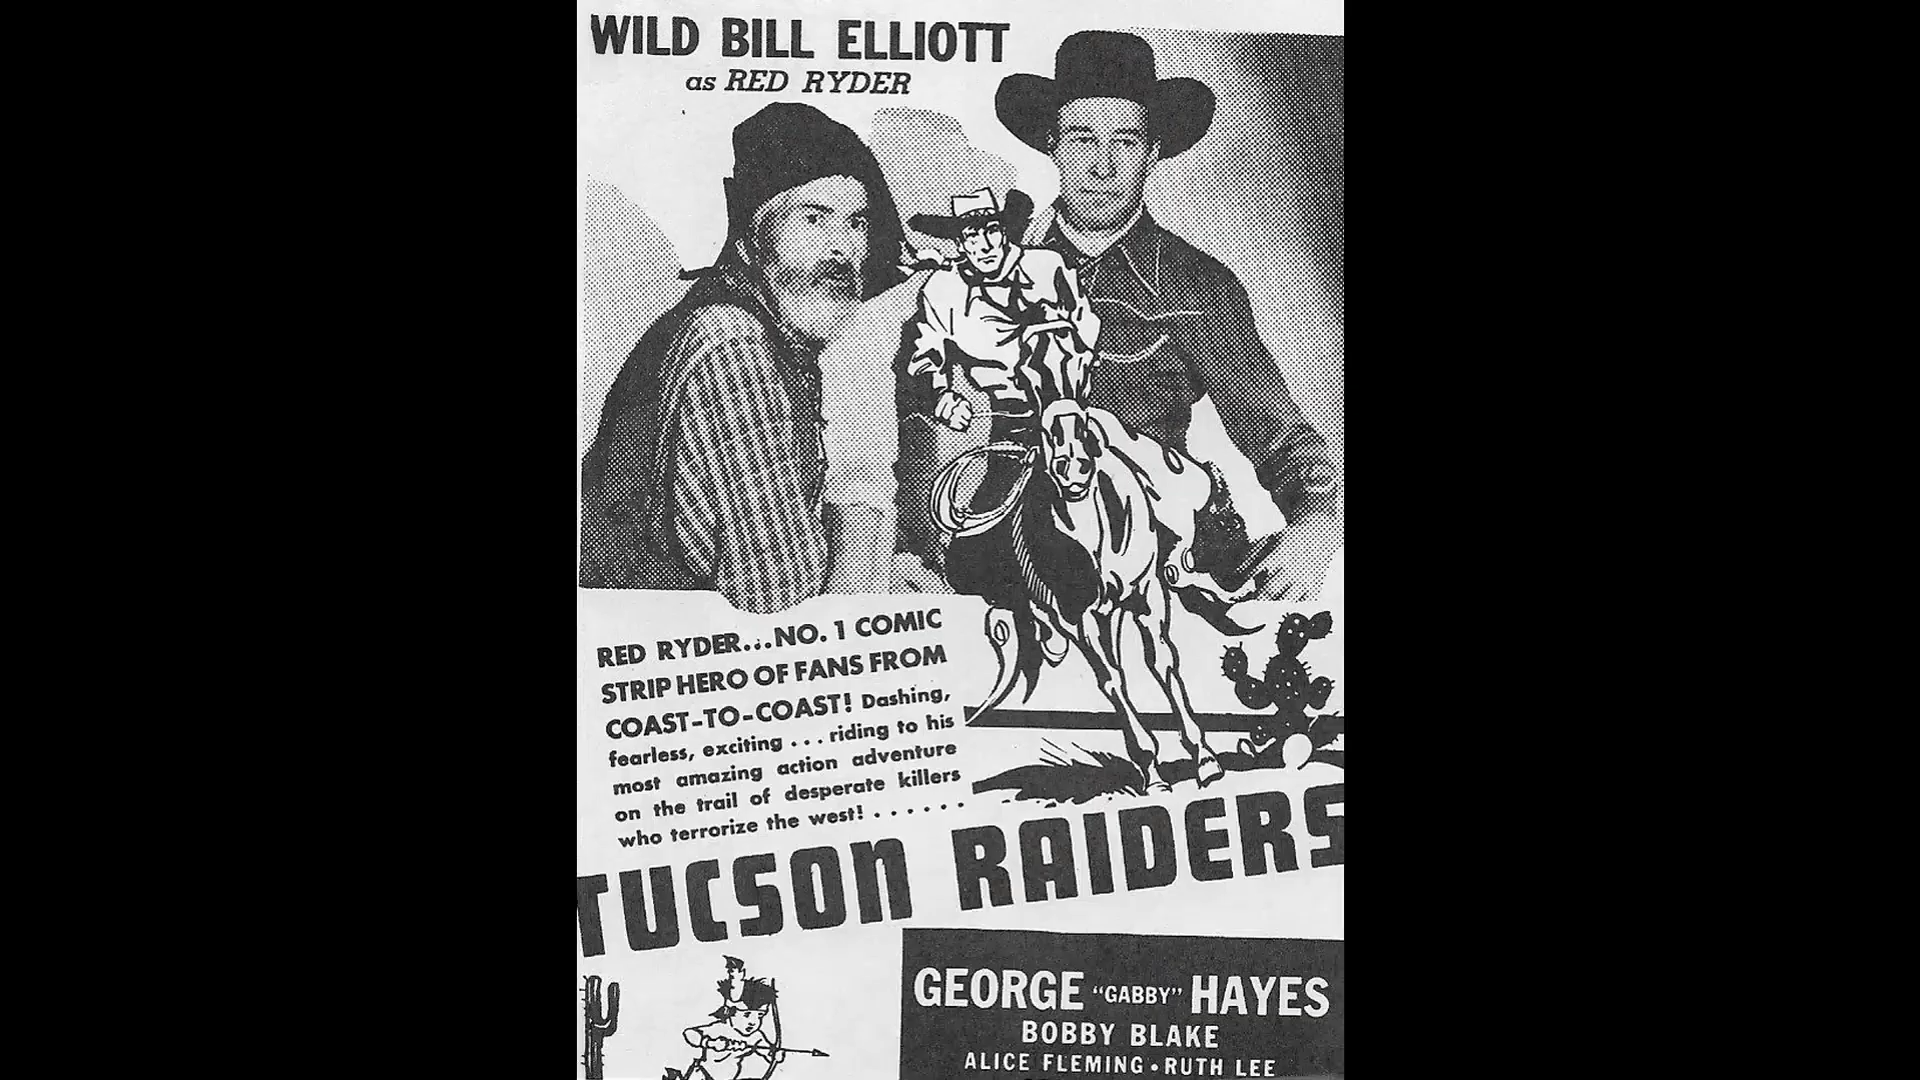 WILD BILL ELLIOTT
as RED RYDER
RED RYDER...NO. 1 COMIC
STRIP HERO OF FANS FROM
COAST-TO-COAST! Dashing,
fearless, exciting . . . riding to his
most amazing action adventure
on the trail of desperate killers
who terrorize the west! . . . . . .
TUCSON RAIDERS
GEORGE "GABBY" HAYES
BOBBY BLAKE
ALICE FLEMING • RUTH LEE